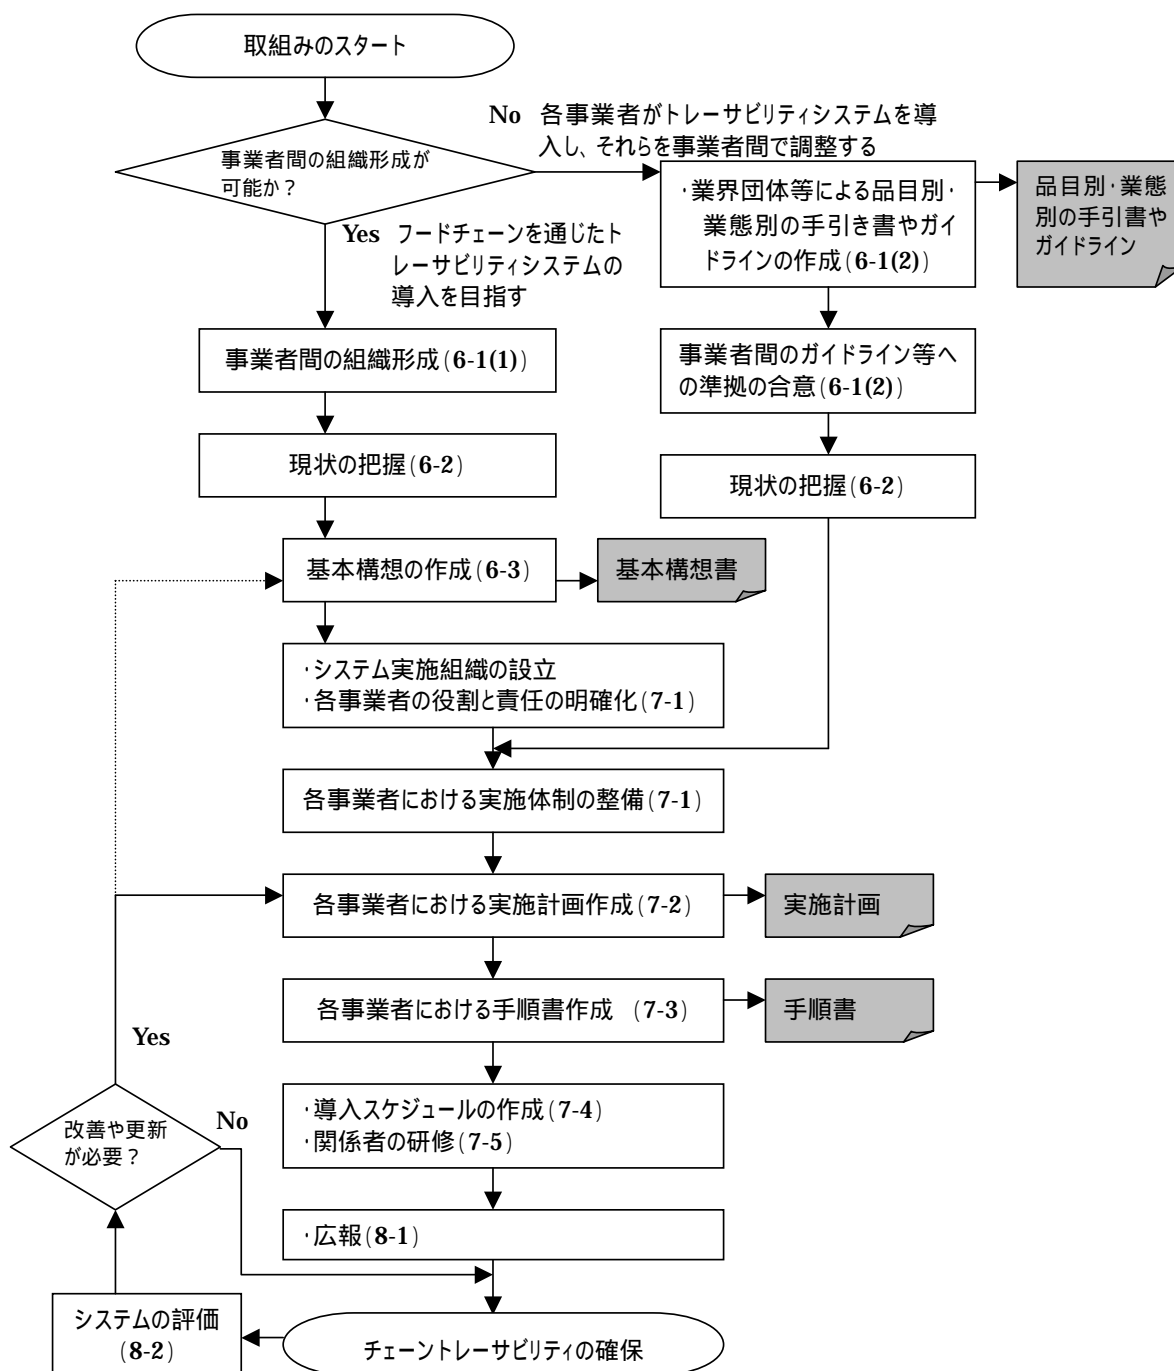 取組みのスタート
No 各事業者がトレーサビリティシステムを導
入し、それらを事業者間で調整する
事業者間の組織形成が
可能か？
・業界団体等による品目別・
業態別の手引き書やガイ
ドラインの作成(6-1(2))
品目別・業態
別の手引書や
ガイドライン
Yes フードチェーンを通じたト
レーサビリティシステムの
導入を目指す
事業者間の組織形成(6-1(1))
事業者間のガイドライン等へ
の準拠の合意(6-1(2))
現状の把握(6-2)
現状の把握(6-2)
基本構想の作成(6-3)
基本構想書
・システム実施組織の設立
・各事業者の役割と責任の明確化(7-1)
各事業者における実施体制の整備(7-1)
各事業者における実施計画作成(7-2)
実施計画
各事業者における手順書作成 (7-3)
手順書
Yes
・導入スケジュールの作成(7-4)
・関係者の研修(7-5)
改善や更新
が必要？
No
・広報(8-1)
システムの評価
(8-2)
チェーントレーサビリティの確保